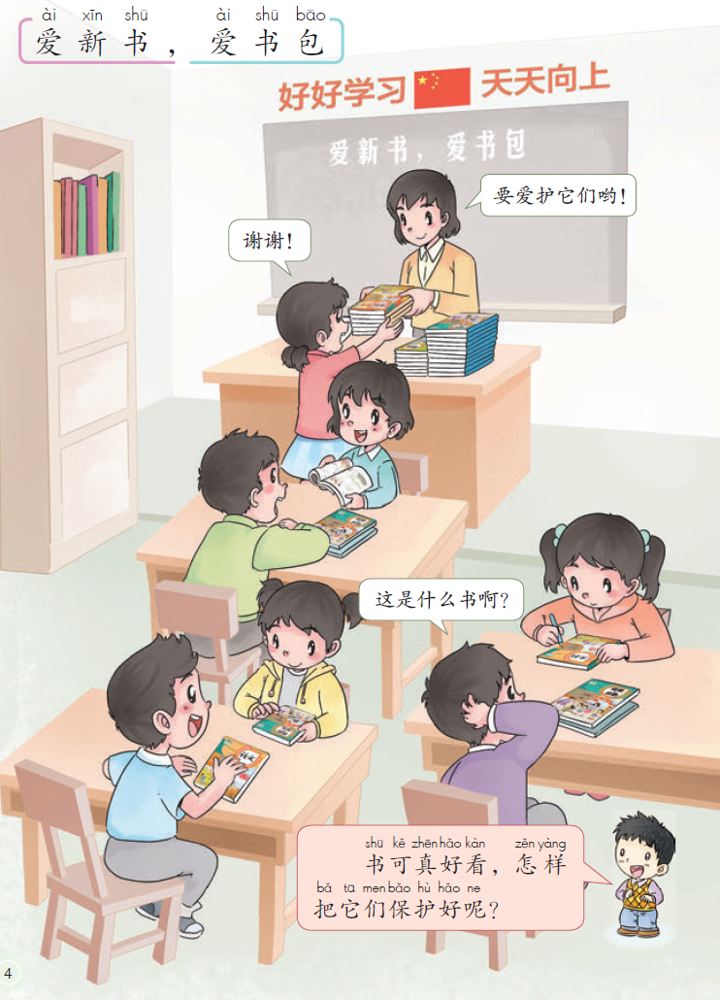 ài xīn shū ài shū bāo
爱新书，爱书包
好好学习 天天向上
爱新书，爱书包
要爱护它们哟！
谢谢！
这是什么书啊？
shū kě zhēn hǎo kàn zěn yàng
书可真好看，怎样
bǎ tā men bǎo hù hǎo ne
把它们保护好呢？
4